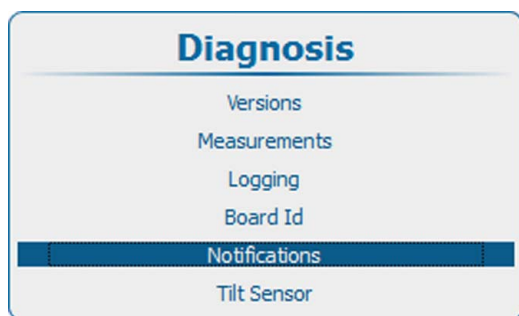 Diagnosis
Versions
Measurements
Logging
Board Id
Notifications
Tilt Sensor